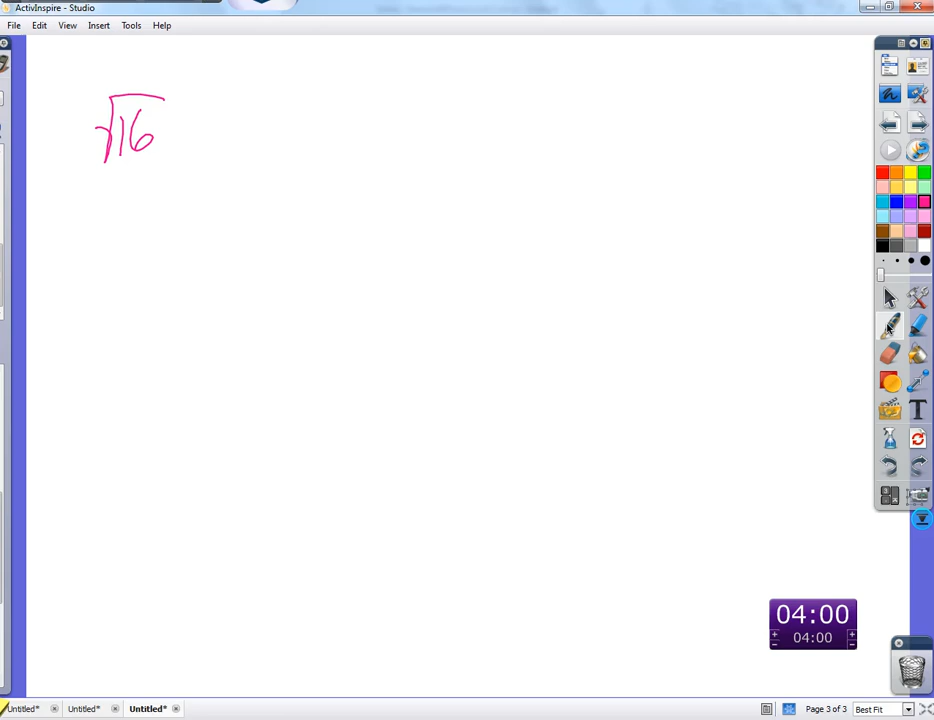 ActivInspire - Studio
File Edit View Insert Tools Help
√16
04:00
04:00
Untitled* Untitled* Untitled* Page 3 of 3 Best Fit